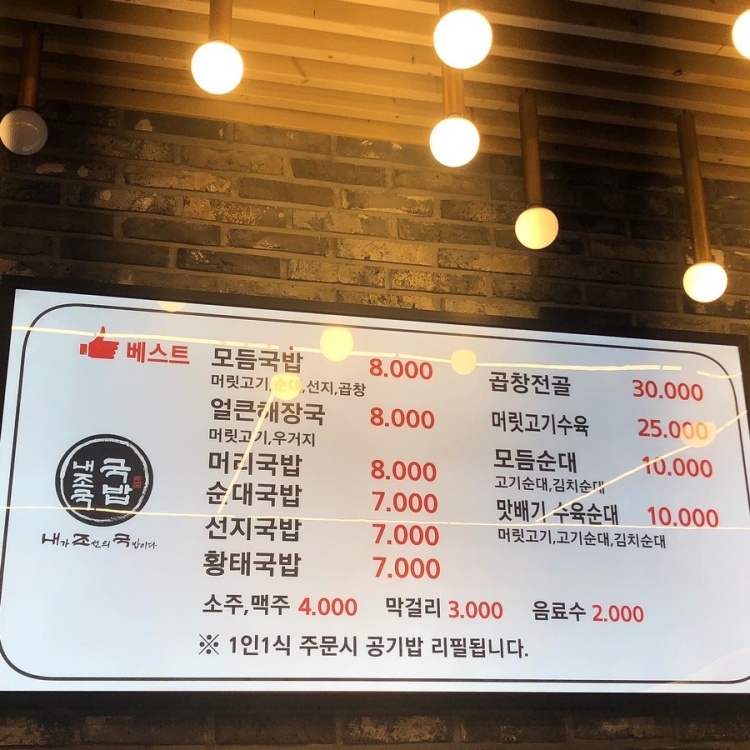 베스트
모듬국밥 8.000
머릿고기,순대,선지,곱창
얼큰해장국 8.000
머릿고기,우거지
머리국밥 8.000
순대국밥 7.000
선지국밥 7.000
황태국밥 7.000
곱창전골 30.000
머릿고기수육 25.000
모듬순대 10.000
고기순대,김치순대
맛배기 수육순대 10.000
머릿고기,고기순대,김치순대
내조국
국밥
내가 조선의 국밥이다
소주,맥주 4.000 막걸리 3.000 음료수 2.000
※ 1인1식 주문시 공기밥 리필됩니다.